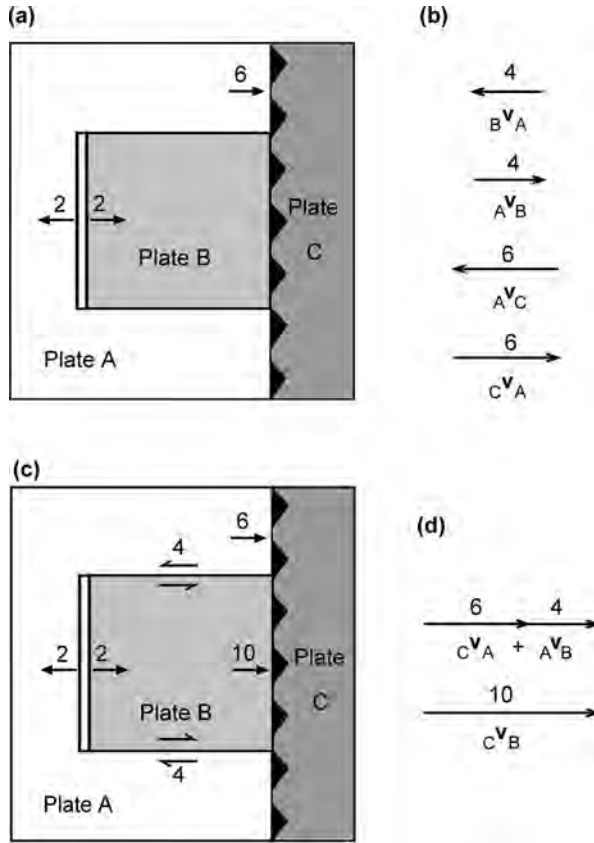 (a)
6
2 2
Plate B
Plate
C
Plate A
(b)
4
BvA
4
AvB
6
AvC
6
CvA
(c)
6
4
2 2
10
Plate B
Plate
C
4
Plate A
(d)
6 4
CvA + AvB
10
CvB